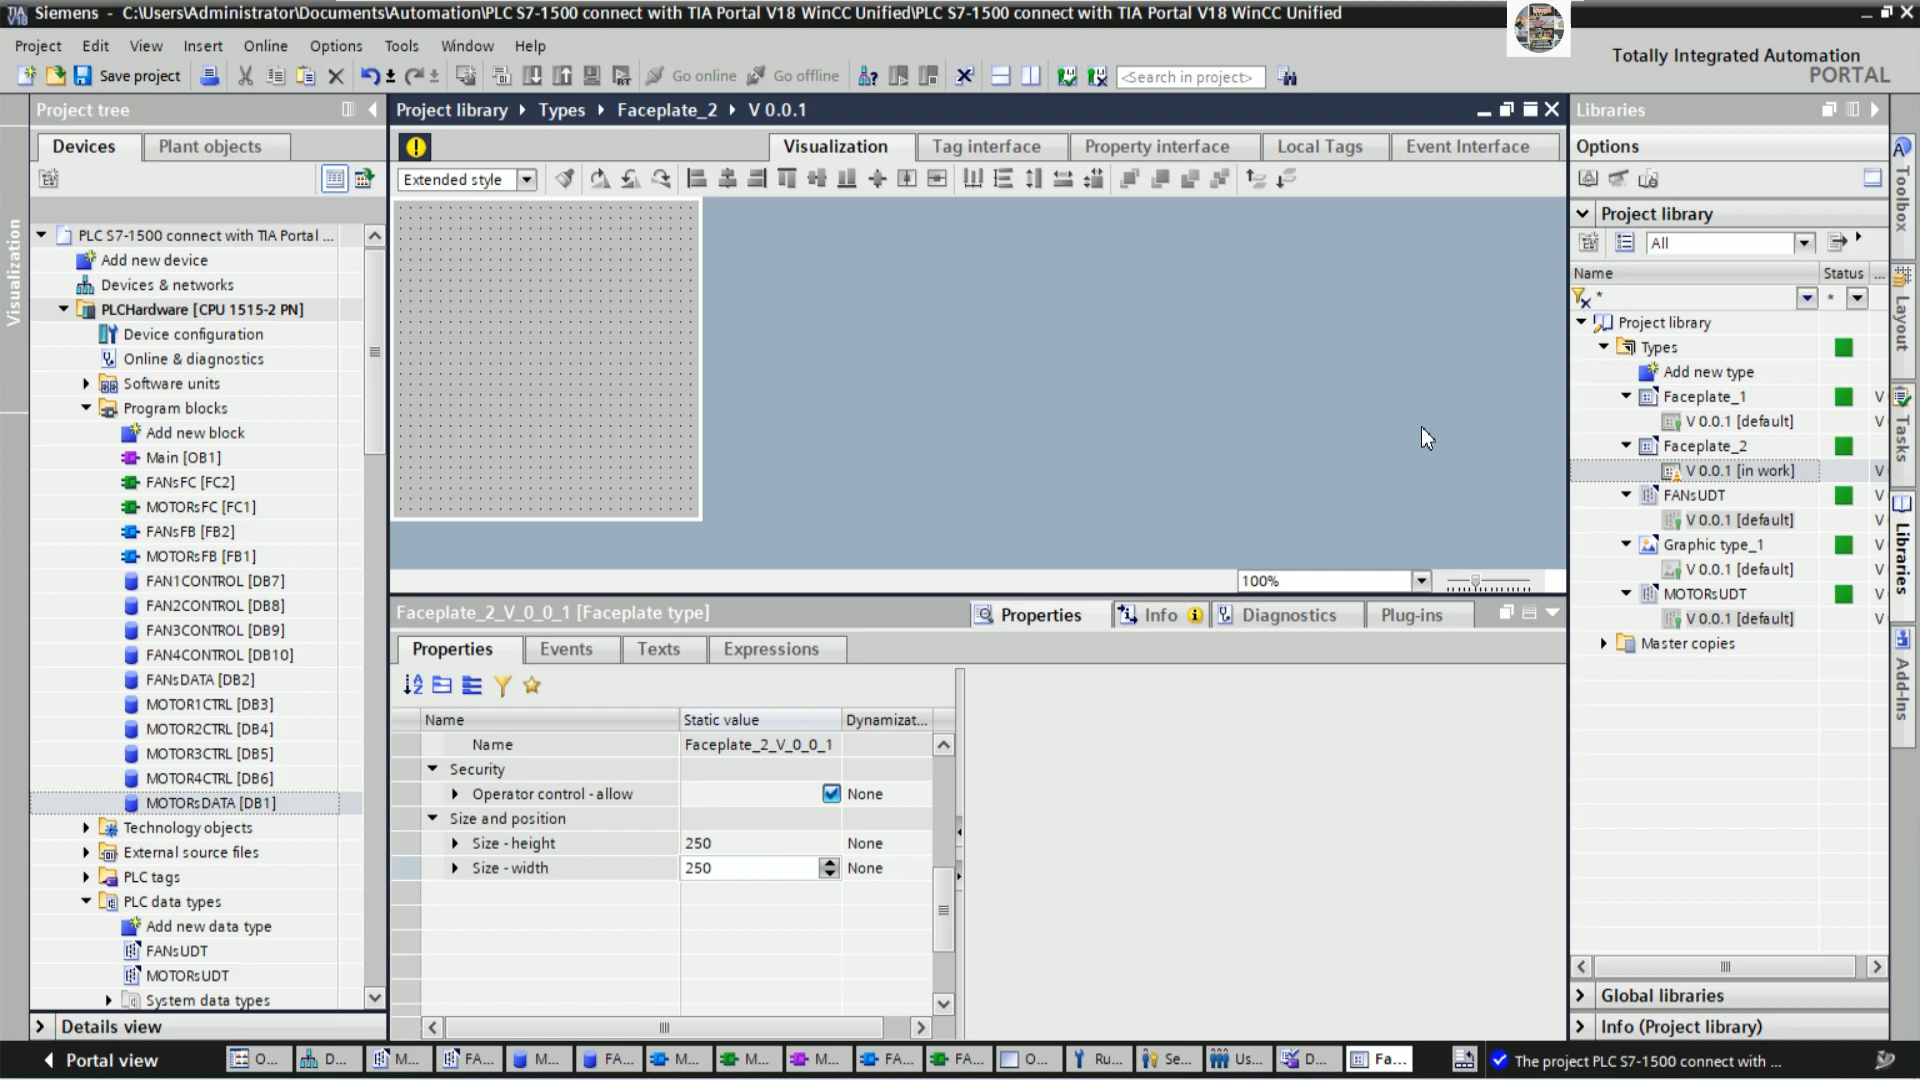 Siemens - C:\Users\Administrator\Documents\Automation\PLC S7-1500 connect with TIA Portal V18 WinCC Unified\PLC S7-1500 connect with TIA Portal V18 WinCC Unified
Project Edit View Insert Online Options Tools Window Help
Totally Integrated Automation
PORTAL
Save project Go online Go offline <Search in project>
Project tree
Devices Plant objects
Visualization
PLC S7-1500 connect with TIA Portal ...
Add new device
Devices & networks
PLCHardware [CPU 1515-2 PN]
Device configuration
Online & diagnostics
Software units
Program blocks
Add new block
Main [OB1]
FANsFC [FC2]
MOTORsFC [FC1]
FANsFB [FB2]
MOTORsFB [FB1]
FAN1CONTROL [DB7]
FAN2CONTROL [DB8]
FAN3CONTROL [DB9]
FAN4CONTROL [DB10]
FANsDATA [DB2]
MOTOR1CTRL [DB3]
MOTOR2CTRL [DB4]
MOTOR3CTRL [DB5]
MOTOR4CTRL [DB6]
MOTORsDATA [DB1]
Technology objects
External source files
PLC tags
PLC data types
Add new data type
FANsUDT
MOTORsUDT
System data types
Details view
Project library Types Faceplate_2 V 0.0.1
Visualization Tag interface Property interface Local Tags Event Interface
Extended style
100%
Faceplate_2_V_0_0_1 [Faceplate type]
Properties Info Diagnostics Plug-ins
Properties Events Texts Expressions
Name Static value Dynamizat...
Name Faceplate_2_V_0_0_1
Security
Operator control - allow None
Size and position
Size - height 250 None
Size - width 250 None
Libraries
Options
Project library
All
Name Status ...
* *
Project library
Types
Add new type
Faceplate_1 V
V 0.0.1 [default] V
Faceplate_2
V 0.0.1 [in work] V
FANsUDT V
V 0.0.1 [default] V
Graphic type_1 V
V 0.0.1 [default]
MOTORsUDT V
V 0.0.1 [default] V
Master copies
Global libraries
Info (Project library)
Toolbox
Layout
Tasks
Libraries
Add-Ins
Portal view O... D... M... FA... M... FA... M... M... M... FA... FA... O... Ru... Se... Us... D... Fa... The project PLC S7-1500 connect with ...